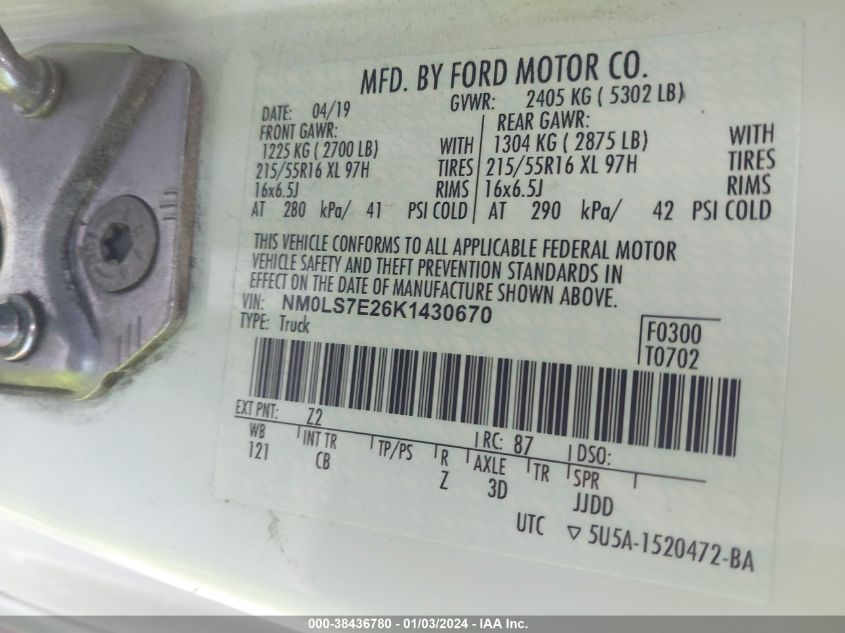 MFD. BY FORD MOTOR CO.
DATE: 04/19 GVWR: 2405 KG ( 5302 LB)
FRONT GAWR: REAR GAWR:
1225 KG ( 2700 LB) WITH 1304 KG ( 2875 LB) WITH
215/55R16 XL 97H TIRES 215/55R16 XL 97H TIRES
16x6.5J RIMS 16x6.5J RIMS
AT 280 kPa/ 41 PSI COLD AT 290 kPa/ 42 PSI COLD
THIS VEHICLE CONFORMS TO ALL APPLICABLE FEDERAL MOTOR
VEHICLE SAFETY AND THEFT PREVENTION STANDARDS IN
EFFECT ON THE DATE OF MANUFACTURE SHOWN ABOVE.
VIN: NM0LS7E26K1430670
TYPE: Truck
F0300
T0702
EXT PNT: Z2 RC: 87 DSO:
WB INT TR TP/PS R AXLE TR SPR
121 CB Z 3D JJDD
UTC ▽ 5U5A-1520472-BA
000-38436780 - 01/03/2024 - IAA Inc.